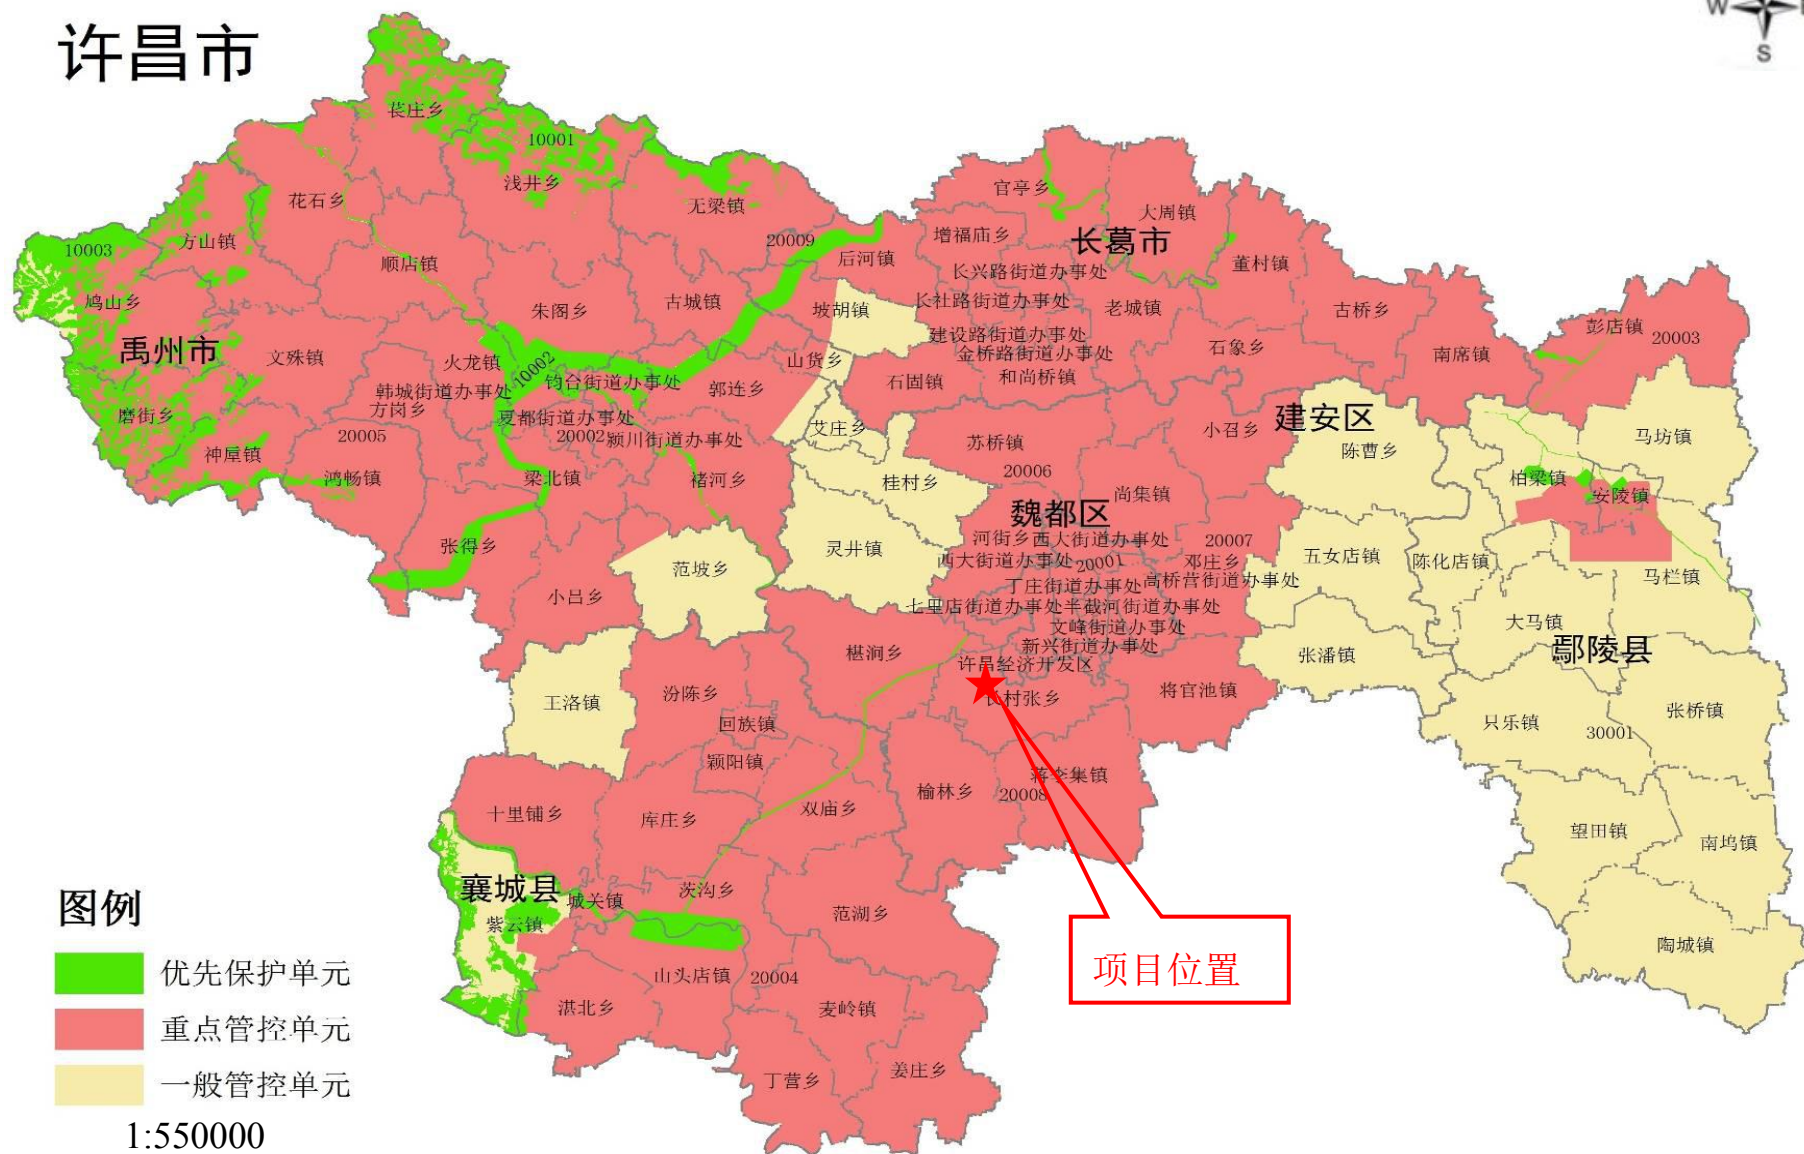 许昌市
W
S
苌庄乡
10001
浅井乡
花石乡
无梁镇
方山镇
10003
顺店镇
20009
后河镇
官亭乡
大周镇
增福庙乡
长葛市
长兴路街道办事处
董村镇
鸠山乡
朱阁乡
古城镇
坡胡镇
长社路街道办事处
老城镇
古桥乡
彭店镇
20003
禹州市
文殊镇
火龙镇
10002
山货乡
建设路街道办事处
金桥路街道办事处
石象乡
南席镇
韩城街道办事处
钧台街道办事处
郭连乡
石固镇
和尚桥镇
方岗乡
磨街乡
夏都街道办事处
20005
20002
颍川街道办事处
艾庄乡
苏桥镇
小召乡
建安区
陈曹乡
马坊镇
神垕镇
鸿畅镇
梁北镇
褚河乡
桂村乡
20006
尚集镇
柏梁镇
安陵镇
魏都区
张得乡
灵井镇
河街乡
西大街街道办事处
20007
范坡乡
西大街道办事处
20001
邓庄乡
五女店镇
陈化店镇
马栏镇
丁庄街道办事处
高桥营街道办事处
小吕乡
七里店街道办事处
半截河街道办事处
文峰街道办事处
大马镇
新兴街道办事处
鄢陵县
椹涧乡
许昌经济开发区
张潘镇
王洛镇
汾陈乡
长村张乡
将官池镇
回族镇
只乐镇
30001
张桥镇
颍阳镇
榆林乡
20008
蒋李集镇
十里铺乡
库庄乡
双庙乡
望田镇
南坞镇
襄城县
紫云镇
城关镇
茨沟乡
范湖乡
陶城镇
项目位置
山头店镇
20004
湛北乡
麦岭镇
丁营乡
姜庄乡
图例
优先保护单元
重点管控单元
一般管控单元
1:550000